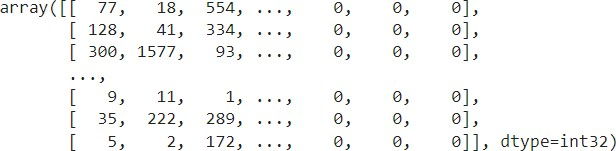 array([[ 77, 18, 554, ..., 0, 0, 0],
[ 128, 41, 334, ..., 0, 0, 0],
[ 300, 1577, 93, ..., 0, 0, 0],
...,
[ 9, 11, 1, ..., 0, 0, 0],
[ 35, 222, 289, ..., 0, 0, 0],
[ 5, 2, 172, ..., 0, 0, 0]], dtype=int32)